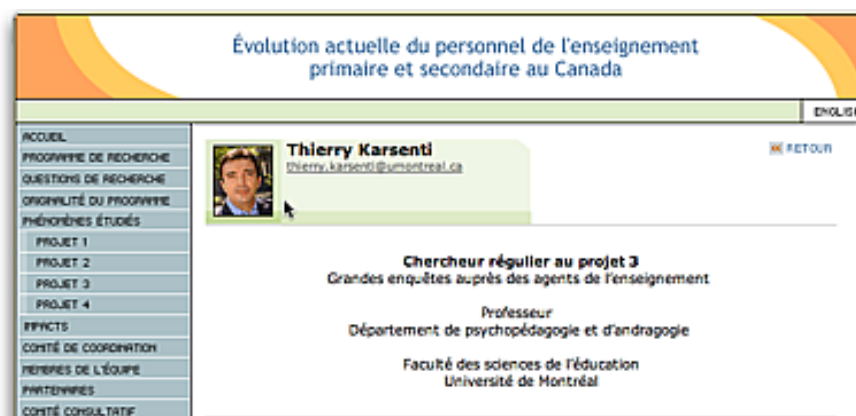 Évolution actuelle du personnel de l'enseignement
primaire et secondaire au Canada
ENGLISH
ACCUEIL
PROGRAMME DE RECHERCHE
QUESTIONS DE RECHERCHE
ORIGINALITÉ DU PROGRAMME
PHÉNOMÈNES ÉTUDIÉS
PROJET 1
PROJET 2
PROJET 3
PROJET 4
IMPACTS
COMITÉ DE COORDINATION
MEMBRES DE L'ÉQUIPE
PARTENAIRES
COMITÉ CONSULTATIF
Thierry Karsenti
thierry.karsenti@umontreal.ca
RETOUR
Chercheur régulier au projet 3
Grandes enquêtes auprès des agents de l'enseignement
Professeur
Département de psychopédagogie et d'andragogie
Faculté des sciences de l'éducation
Université de Montréal